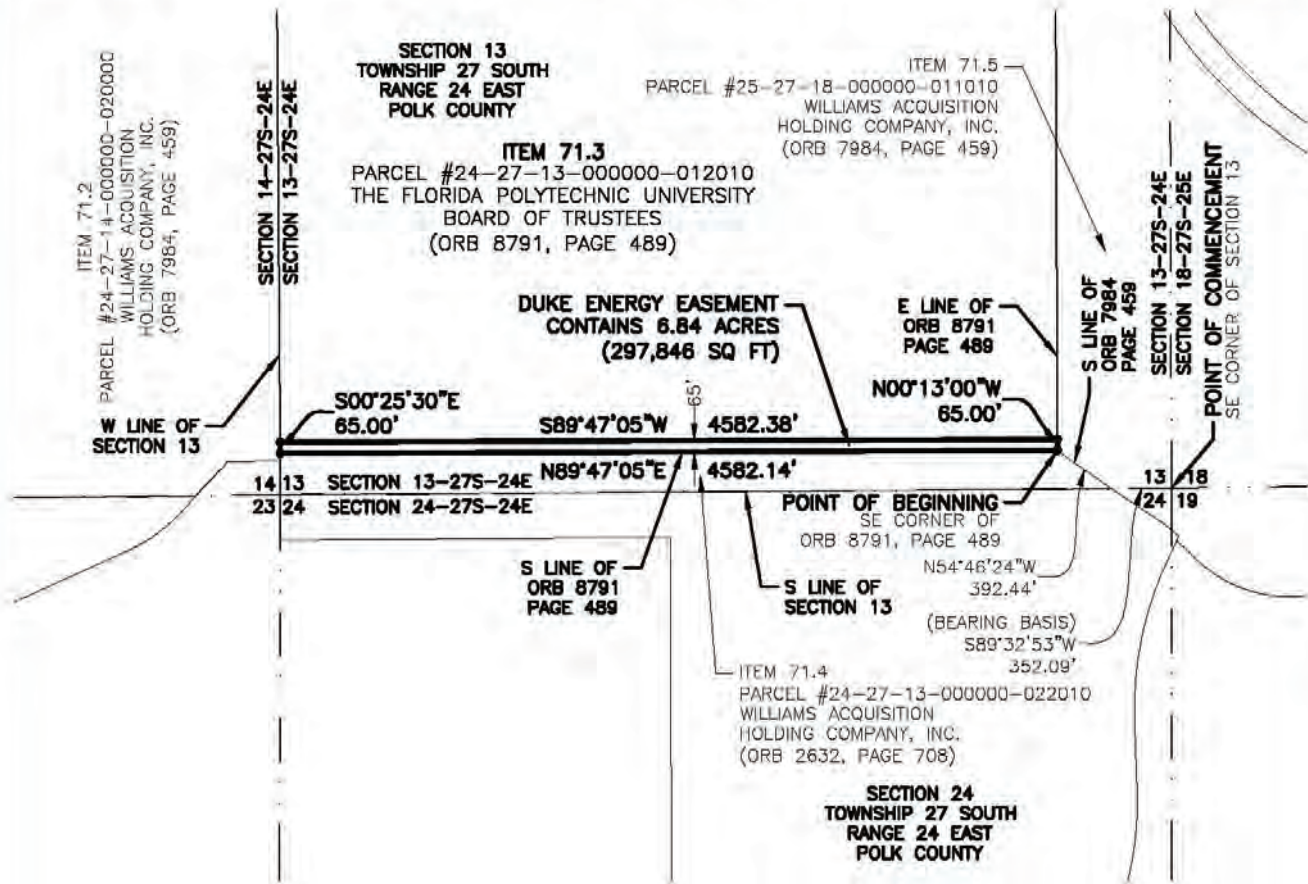 SECTION 13
TOWNSHIP 27 SOUTH
RANGE 24 EAST
POLK COUNTY
ITEM 71.2
PARCEL #24-27-14-000000-020000
WILLIAMS ACQUISITION
HOLDING COMPANY, INC.
(ORB 7984, PAGE 459)
SECTION 14-27S-24E
SECTION 13-27S-24E
ITEM 71.3
PARCEL #24-27-13-000000-012010
THE FLORIDA POLYTECHNIC UNIVERSITY
BOARD OF TRUSTEES
(ORB 8791, PAGE 489)
ITEM 71.5
PARCEL #25-27-18-000000-011010
WILLIAMS ACQUISITION
HOLDING COMPANY, INC.
(ORB 7984, PAGE 459)
SECTION 13-27S-24E
SECTION 18-27S-25E
POINT OF COMMENCEMENT
SE CORNER OF SECTION 13
DUKE ENERGY EASEMENT
CONTAINS 6.84 ACRES
(297,846 SQ FT)
E LINE OF
ORB 8791
PAGE 489
S LINE OF
ORB 7984
PAGE 459
W LINE OF
SECTION 13
S00°25'30"E
65.00'
65'
N00°13'00"W
65.00'
S89°47'05"W 4582.38'
N89°47'05"E 4582.14'
14 13 SECTION 13-27S-24E
23 24 SECTION 24-27S-24E
13 18
24 19
POINT OF BEGINNING
SE CORNER OF
ORB 8791, PAGE 489
S LINE OF
ORB 8791
PAGE 489
S LINE OF
SECTION 13
N54°46'24"W
392.44'
(BEARING BASIS)
S89°32'53"W
352.09'
ITEM 71.4
PARCEL #24-27-13-000000-022010
WILLIAMS ACQUISITION
HOLDING COMPANY, INC.
(ORB 2632, PAGE 708)
SECTION 24
TOWNSHIP 27 SOUTH
RANGE 24 EAST
POLK COUNTY